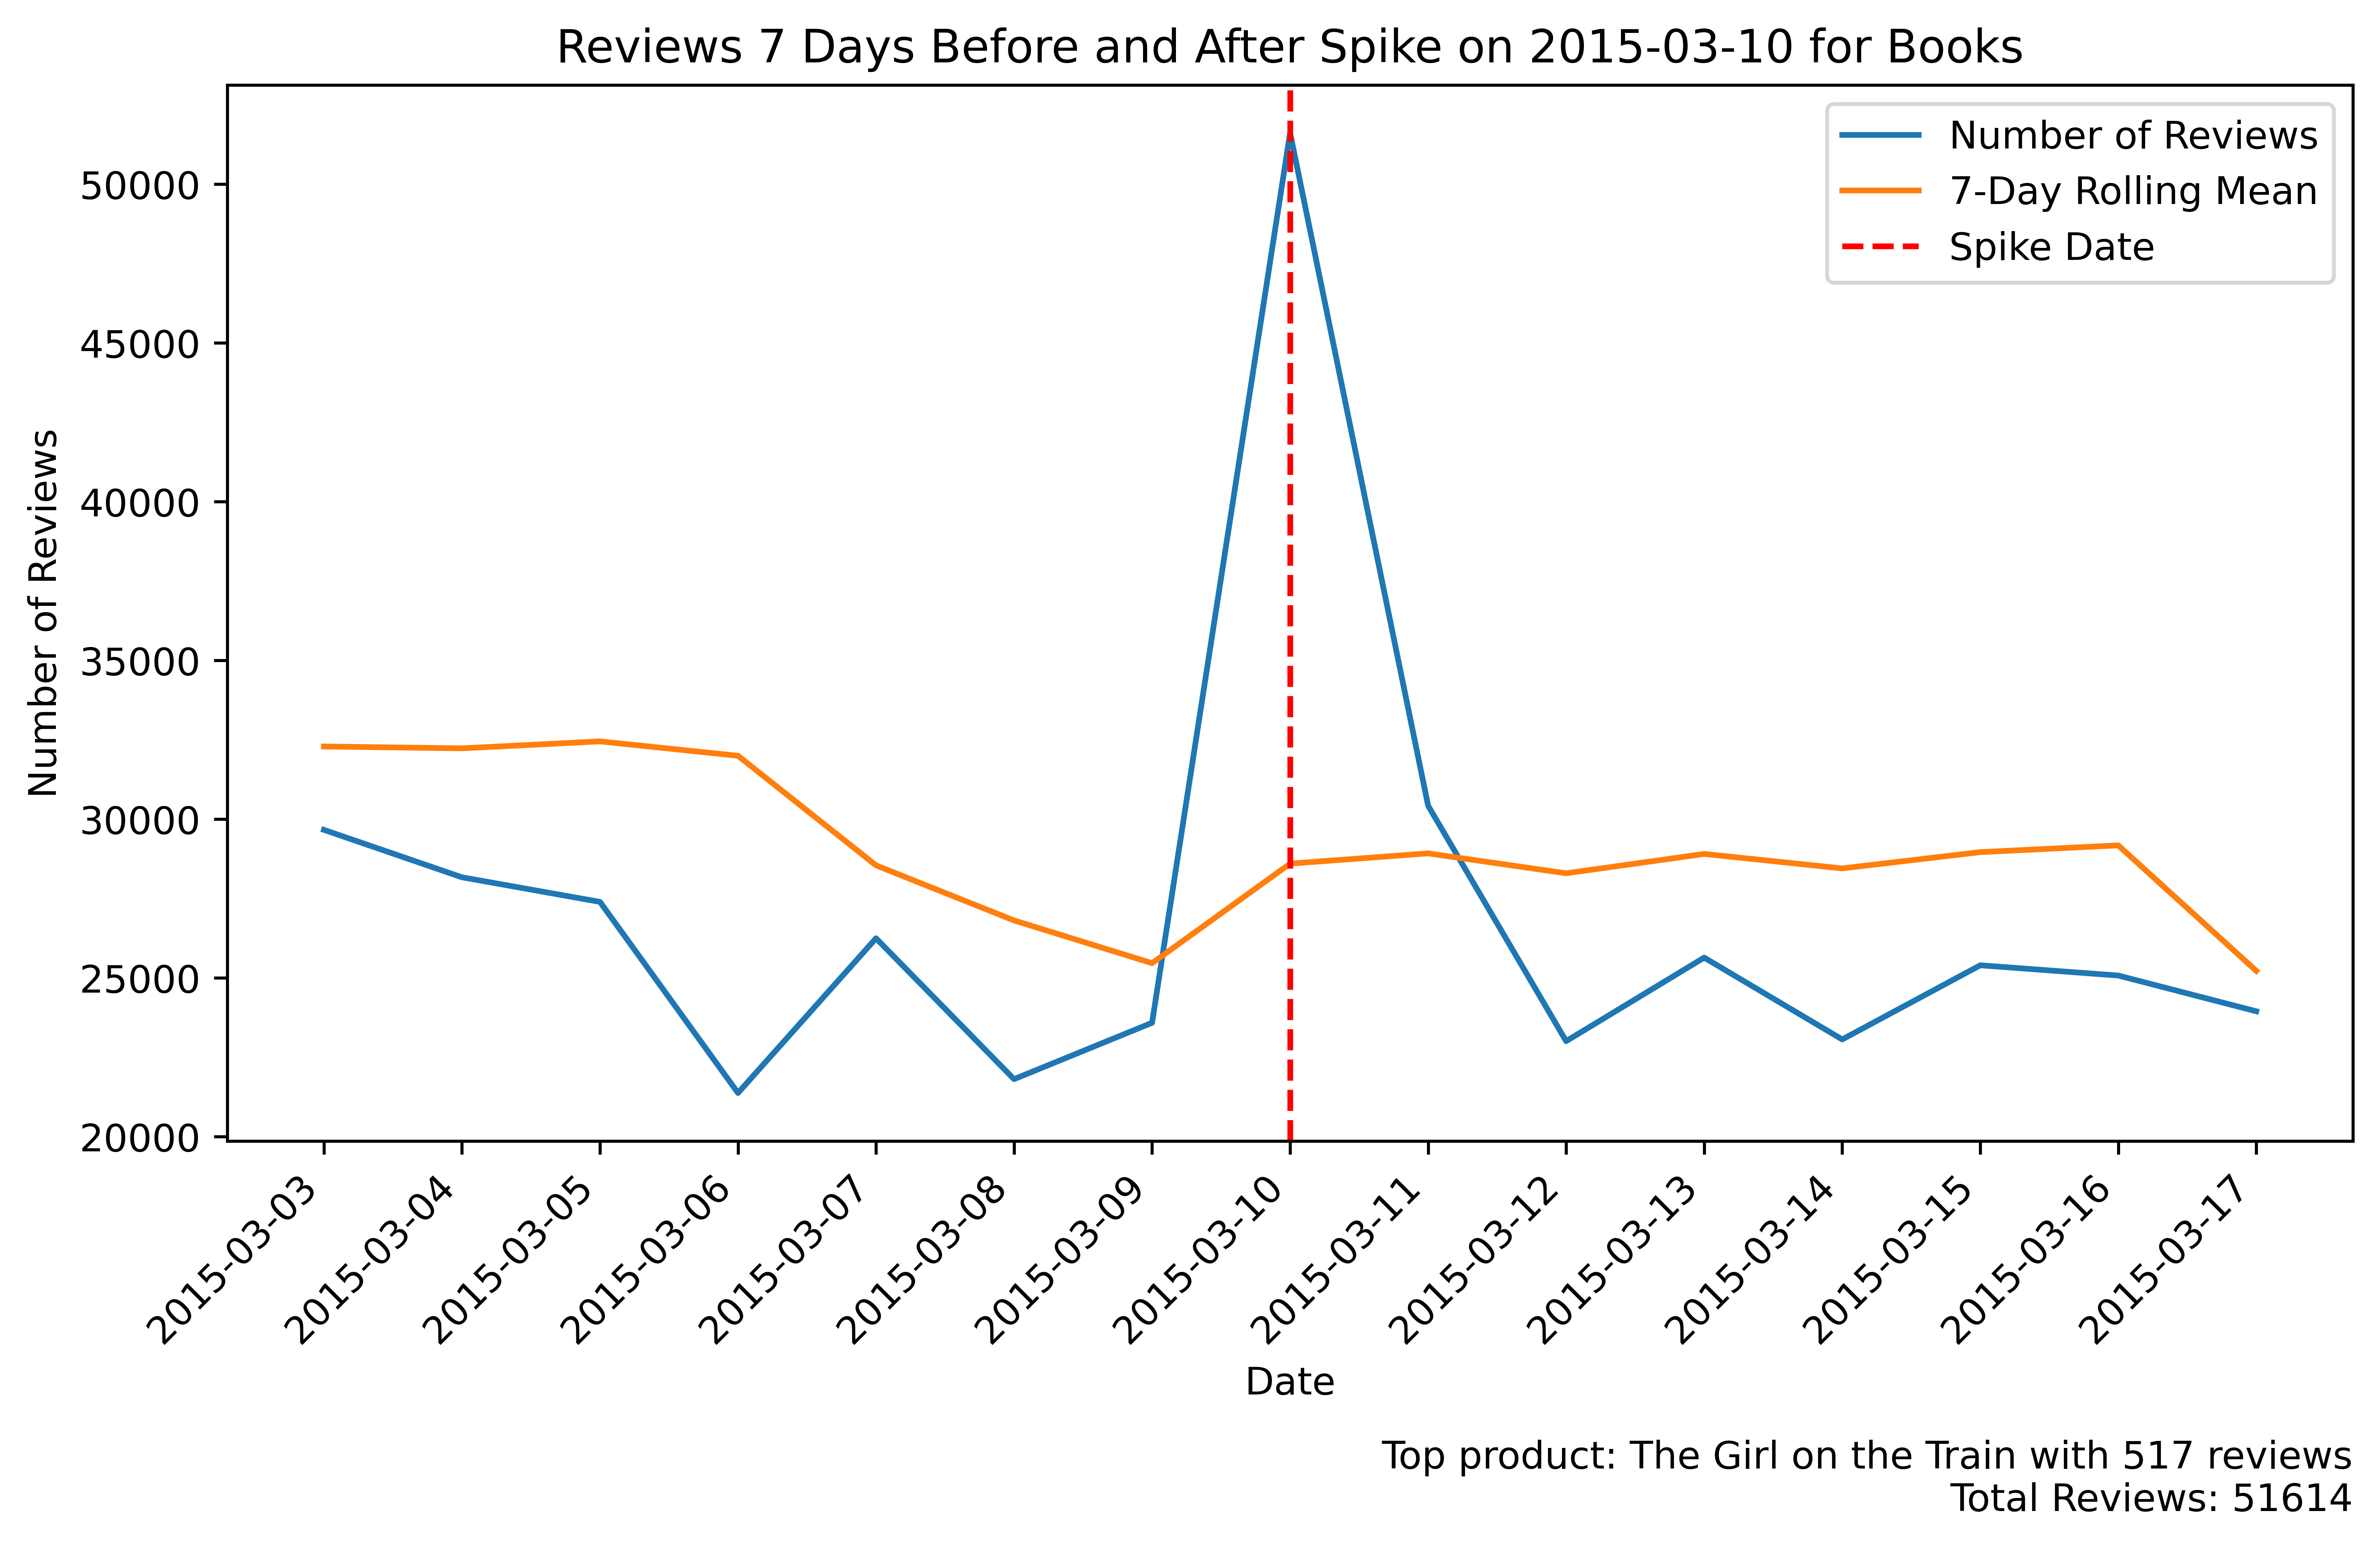 Reviews 7 Days Before and After Spike on 2015-03-10 for Books
Number of Reviews
7-Day Rolling Mean
Spike Date
Number of Reviews
50000
45000
40000
35000
30000
25000
20000
2015-03-03
2015-03-04
2015-03-05
2015-03-06
2015-03-07
2015-03-08
2015-03-09
2015-03-10
2015-03-11
2015-03-12
2015-03-13
2015-03-14
2015-03-15
2015-03-16
2015-03-17
Date
Top product: The Girl on the Train with 517 reviews
Total Reviews: 51614